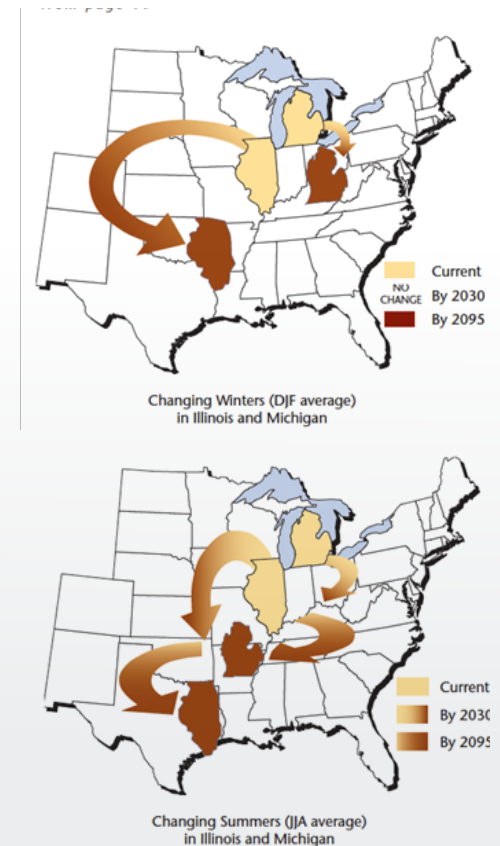 Changing Winters (DJF average)
in Illinois and Michigan
Current
NO
CHANGE By 2030
By 2095
Changing Summers (JJA average)
in Illinois and Michigan
Current
By 2030
By 2095